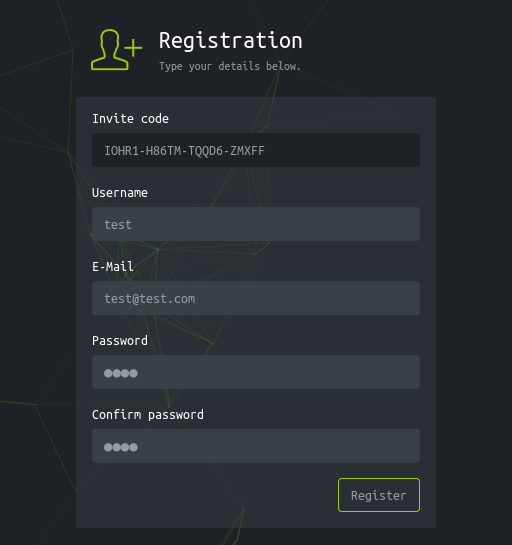 Registration
Type your details below.
Invite code
IOHR1-H86TM-TQQD6-ZMXFF
Username
test
E-Mail
test@test.com
Password
●●●●
Confirm password
●●●●
Register